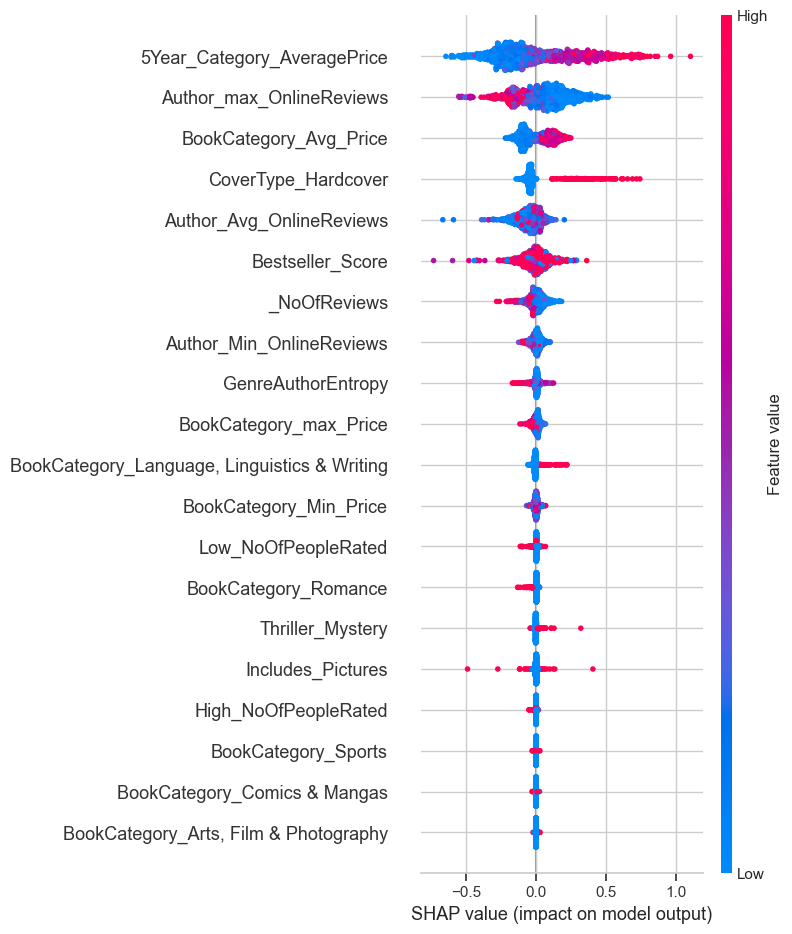 High
5Year_Category_AveragePrice
Author_max_OnlineReviews
BookCategory_Avg_Price
CoverType_Hardcover
Author_Avg_OnlineReviews
Bestseller_Score
_NoOfReviews
Author_Min_OnlineReviews
GenreAuthorEntropy
BookCategory_max_Price
BookCategory_Language, Linguistics & Writing
BookCategory_Min_Price
Low_NoOfPeopleRated
BookCategory_Romance
Thriller_Mystery
Includes_Pictures
High_NoOfPeopleRated
BookCategory_Sports
BookCategory_Comics & Mangas
BookCategory_Arts, Film & Photography
Feature value
Low
−0.5 0.0 0.5 1.0
SHAP value (impact on model output)